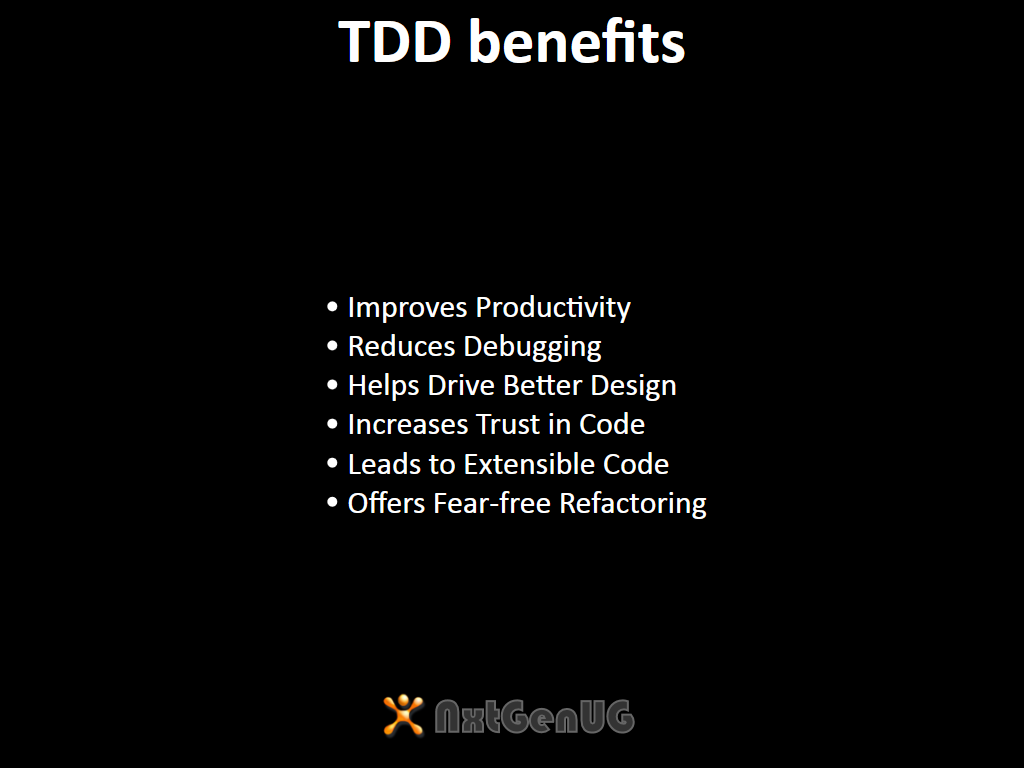 TDD benefits
• Improves Productivity
• Reduces Debugging
• Helps Drive Better Design
• Increases Trust in Code
• Leads to Extensible Code
• Offers Fear-free Refactoring
NxtGenUG